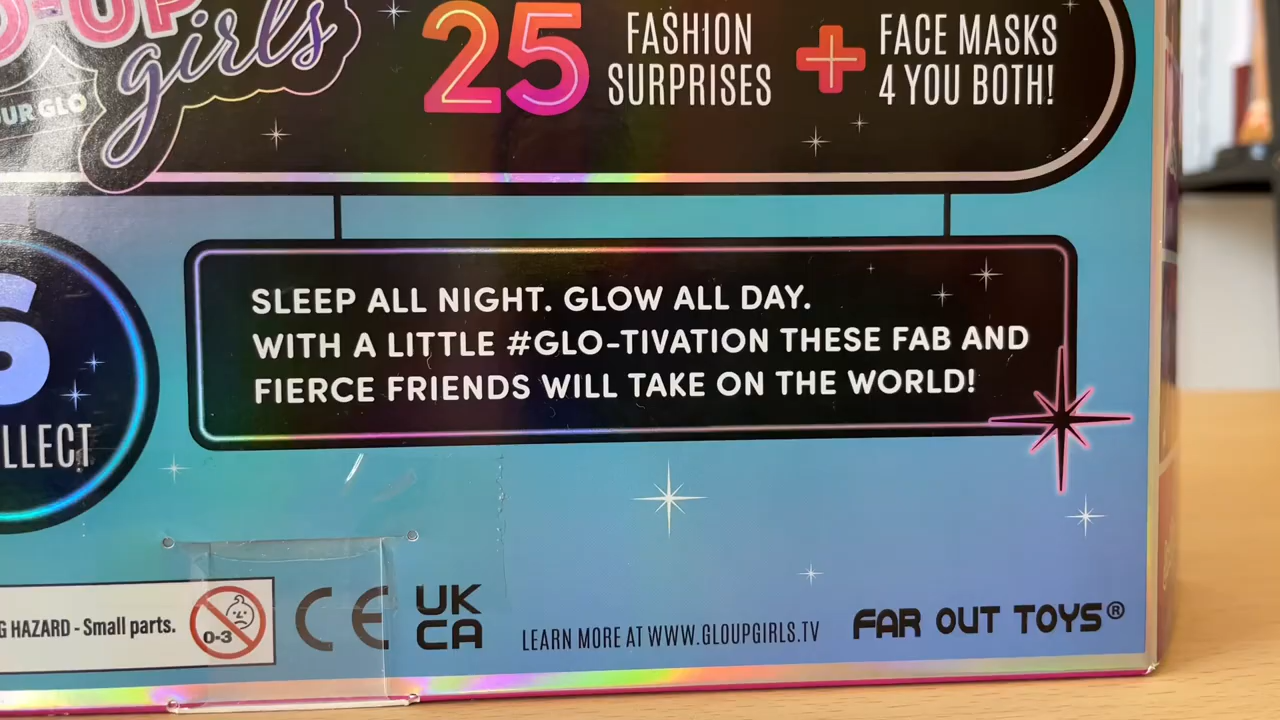 girls
UR GLO
25 FASHION SURPRISES + FACE MASKS 4 YOU BOTH!
SLEEP ALL NIGHT. GLOW ALL DAY.
WITH A LITTLE #GLO-TIVATION THESE FAB AND
FIERCE FRIENDS WILL TAKE ON THE WORLD!
6
LLECT
G HAZARD - Small parts.
0-3
CE
UK
CA
LEARN MORE AT WWW.GLOUPGIRLS.TV
FAR OUT TOYS®